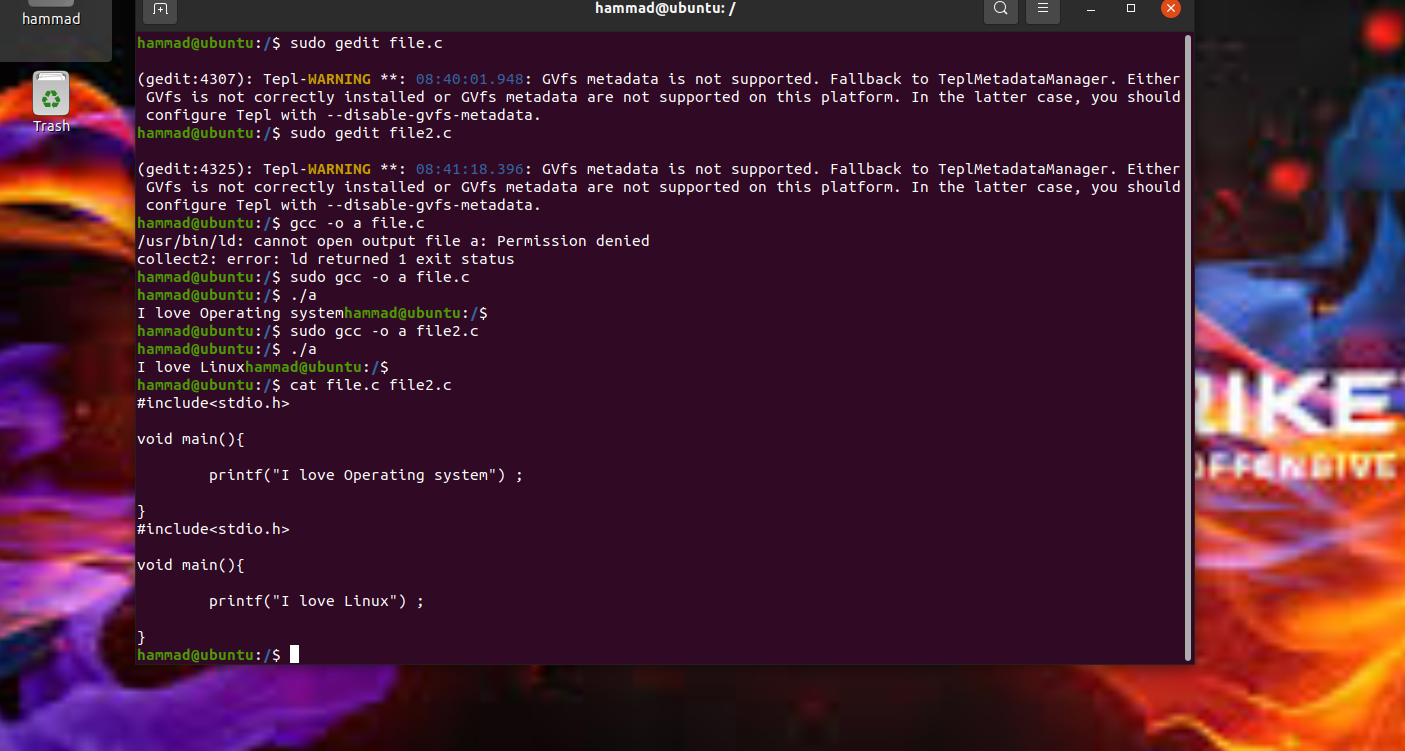 hammad
Trash
hammad@ubuntu: /
hammad@ubuntu:/$ sudo gedit file.c
(gedit:4307): Tepl-WARNING **: 08:40:01.948: GVfs metadata is not supported. Fallback to TeplMetadataManager. Either
GVfs is not correctly installed or GVfs metadata are not supported on this platform. In the latter case, you should
configure Tepl with --disable-gvfs-metadata.
hammad@ubuntu:/$ sudo gedit file2.c
(gedit:4325): Tepl-WARNING **: 08:41:18.396: GVfs metadata is not supported. Fallback to TeplMetadataManager. Either
GVfs is not correctly installed or GVfs metadata are not supported on this platform. In the latter case, you should
configure Tepl with --disable-gvfs-metadata.
hammad@ubuntu:/$ gcc -o a file.c
/usr/bin/ld: cannot open output file a: Permission denied
collect2: error: ld returned 1 exit status
hammad@ubuntu:/$ sudo gcc -o a file.c
hammad@ubuntu:/$ ./a
I love Operating systemhammad@ubuntu:/$
hammad@ubuntu:/$ sudo gcc -o a file2.c
hammad@ubuntu:/$ ./a
I love Linuxhammad@ubuntu:/$
hammad@ubuntu:/$ cat file.c file2.c
#include<stdio.h>
void main(){
printf("I love Operating system") ;
}
#include<stdio.h>
void main(){
printf("I love Linux") ;
}
hammad@ubuntu:/$
IKE
OFFENSIVE